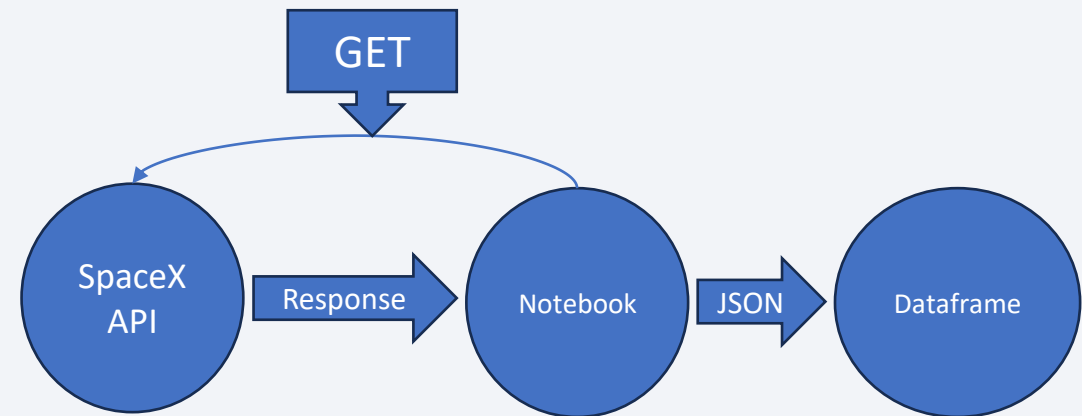 GET
SpaceX
API
Response
Notebook
JSON
Dataframe